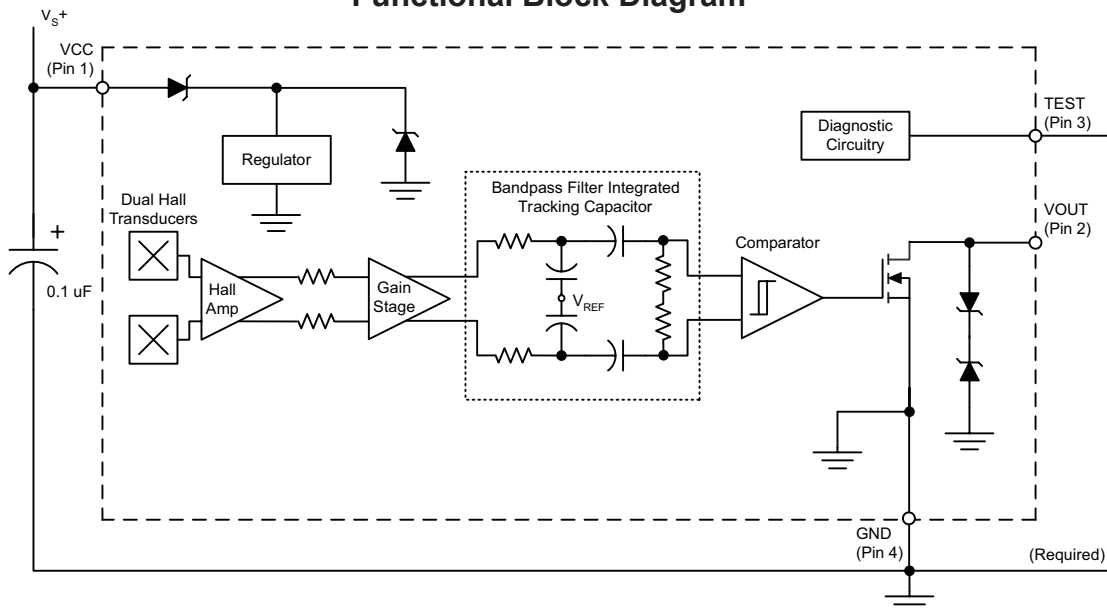 Functional Block Diagram
VS+
VCC
(Pin 1)
TEST
(Pin 3)
Diagnostic
Circuitry
Regulator
Bandpass Filter Integrated
Tracking Capacitor
Dual Hall
Transducers
VOUT
(Pin 2)
Comparator
+
0.1 uF
Hall
Amp
Gain
Stage
VREF
GND
(Pin 4)
(Required)